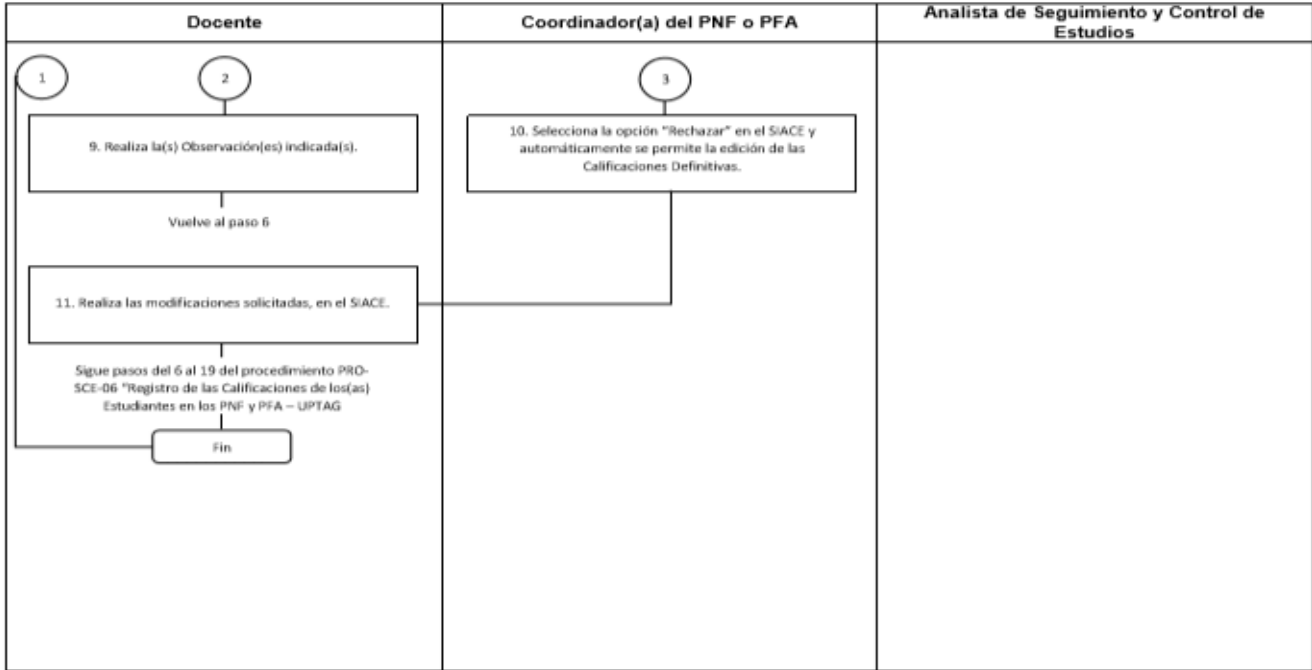 Docente
Coordinador(a) del PNF o PFA
Analista de Seguimiento y Control de
Estudios
1
2
3
9. Realiza la(s) Observación(es) indicada(s).
10. Selecciona la opción "Rechazar" en el SIACE y
automáticamente se permite la edición de las
Calificaciones Definitivas.
Vuelve al paso 6
11. Realiza las modificaciones solicitadas, en el SIACE.
Sigue pasos del 6 al 19 del procedimiento PRO-
SCE-06 "Registro de las Calificaciones de los(as)
Estudiantes en los PNF y PFA – UPTAG
Fin